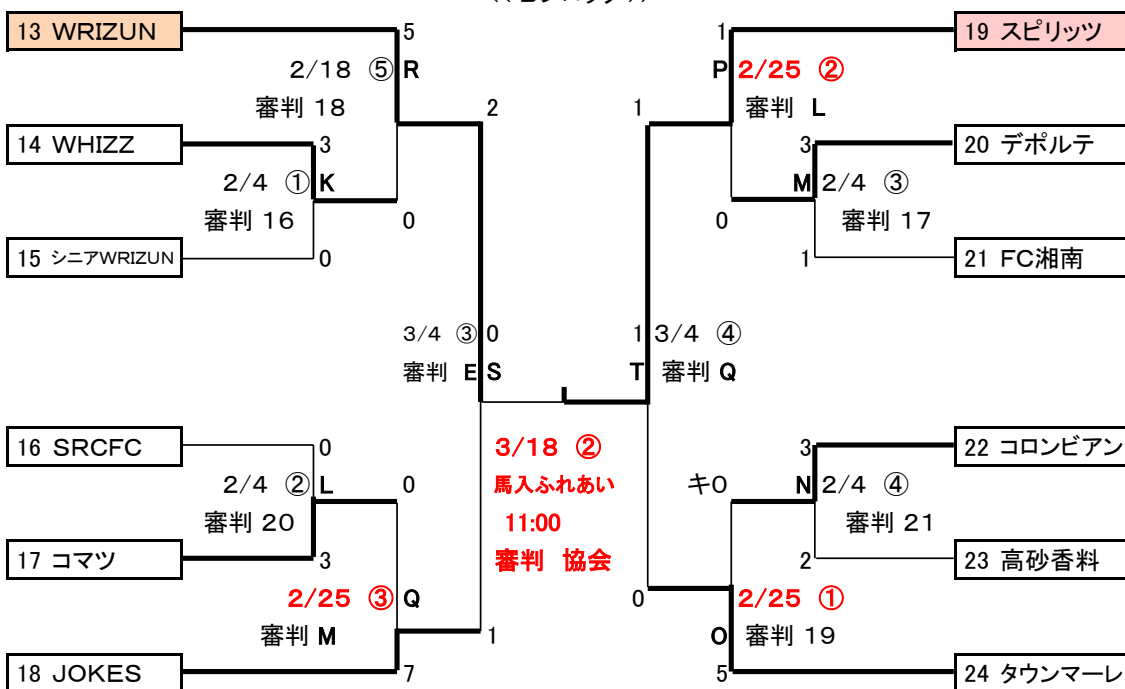 13 WRIZUN
5
1
19 スピリッツ
2/18 ⑤ R
P 2/25 ②
審判 18
2
1
審判 L
14 WHIZZ
3
3
20 デポルテ
2/4 ① K
M 2/4 ③
審判 16
0
0
審判 17
15 シニアWRIZUN
0
1
21 FC湘南
3/4 ③ 0
1 3/4 ④
審判 E S
T 審判 Q
16 SRCFC
0
3/18 ②
3
22 コロンビアン
2/4 ② L
0
馬入ふれあい
キ0
N 2/4 ④
審判 20
11:00
審判 21
17 コマツ
3
審判 協会
2
23 高砂香料
2/25 ③ Q
0
2/25 ①
審判 M
1
O 審判 19
18 JOKES
7
5
24 タウンマーレ